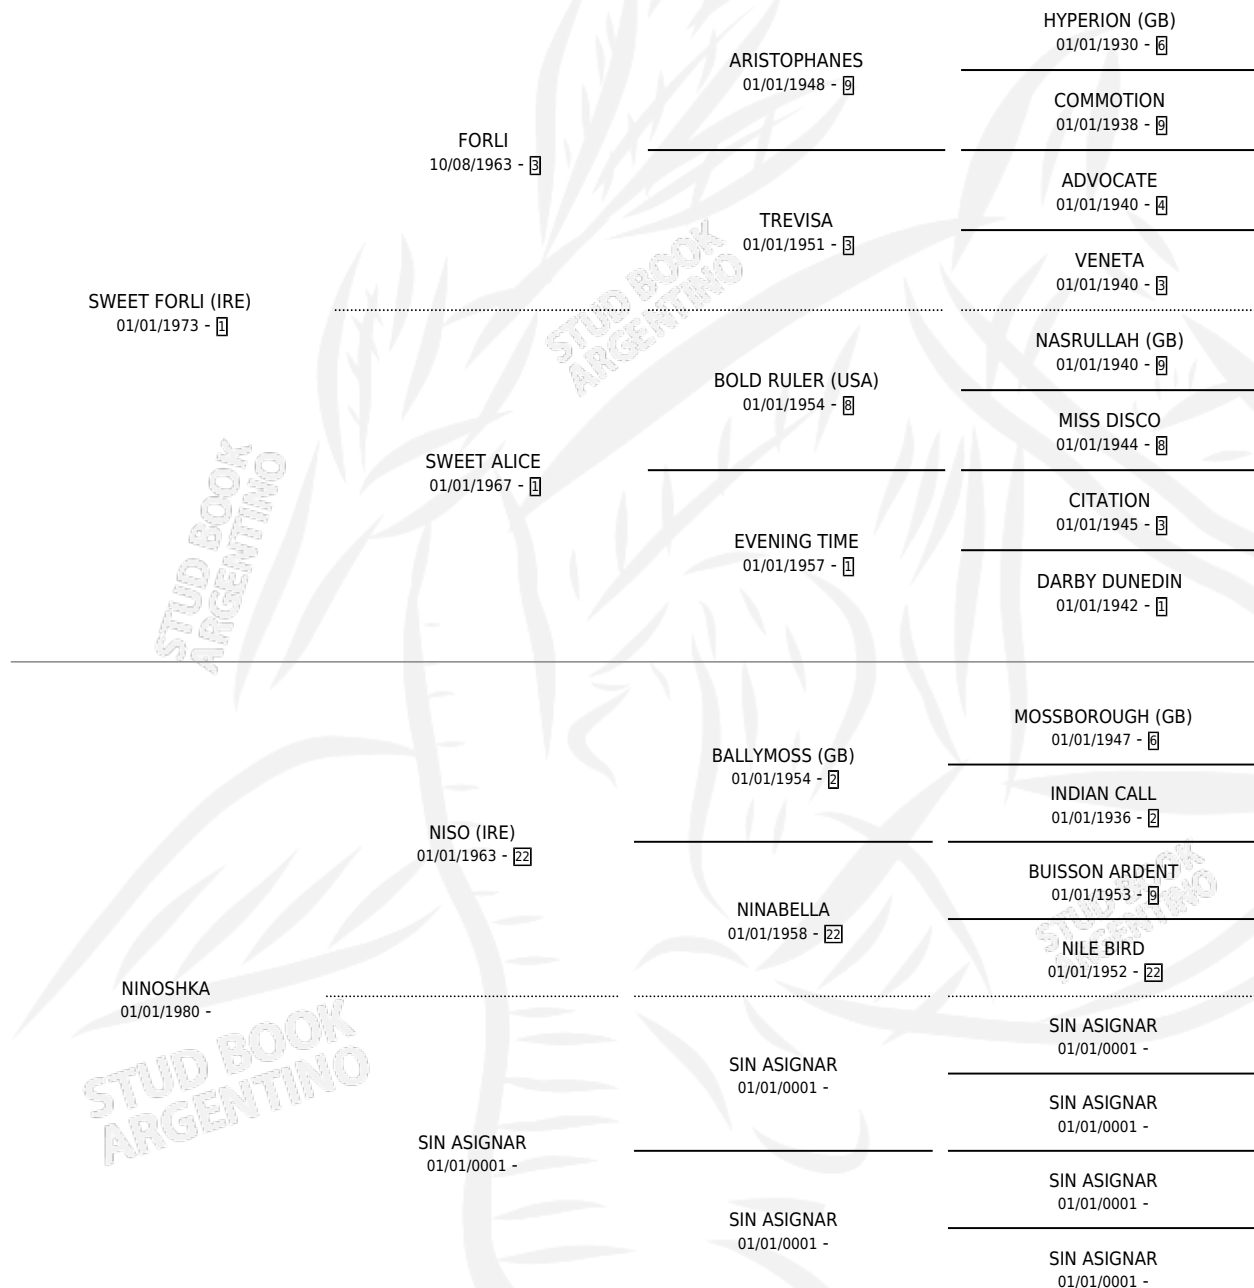 HYPERION (GB)
01/01/1930 - 6
ARISTOPHANES
01/01/1948 - 9
COMMOTION
01/01/1938 - 9
FORLI
10/08/1963 - 3
ADVOCATE
01/01/1940 - 4
TREVISA
01/01/1951 - 3
VENETA
01/01/1940 - 3
SWEET FORLI (IRE)
01/01/1973 - 1
NASRULLAH (GB)
01/01/1940 - 9
BOLD RULER (USA)
01/01/1954 - 8
MISS DISCO
01/01/1944 - 8
SWEET ALICE
01/01/1967 - 1
CITATION
01/01/1945 - 3
EVENING TIME
01/01/1957 - 1
DARBY DUNEDIN
01/01/1942 - 1
MOSSBOROUGH (GB)
01/01/1947 - 6
BALLYMOSS (GB)
01/01/1954 - 2
INDIAN CALL
01/01/1936 - 2
NISO (IRE)
01/01/1963 - 22
BUISSON ARDENT
01/01/1953 - 9
NINABELLA
01/01/1958 - 22
NILE BIRD
01/01/1952 - 22
NINOSHKA
01/01/1980 -
SIN ASIGNAR
01/01/0001 -
SIN ASIGNAR
01/01/0001 -
SIN ASIGNAR
01/01/0001 -
SIN ASIGNAR
01/01/0001 -
SIN ASIGNAR
01/01/0001 -
SIN ASIGNAR
01/01/0001 -
SIN ASIGNAR
01/01/0001 -
STUD BOOK
ARGENTINO
STUD BOOK
ARGENTINO
STUD BOOK
ARGENTINO
STUD BOOK
ARGENTINO